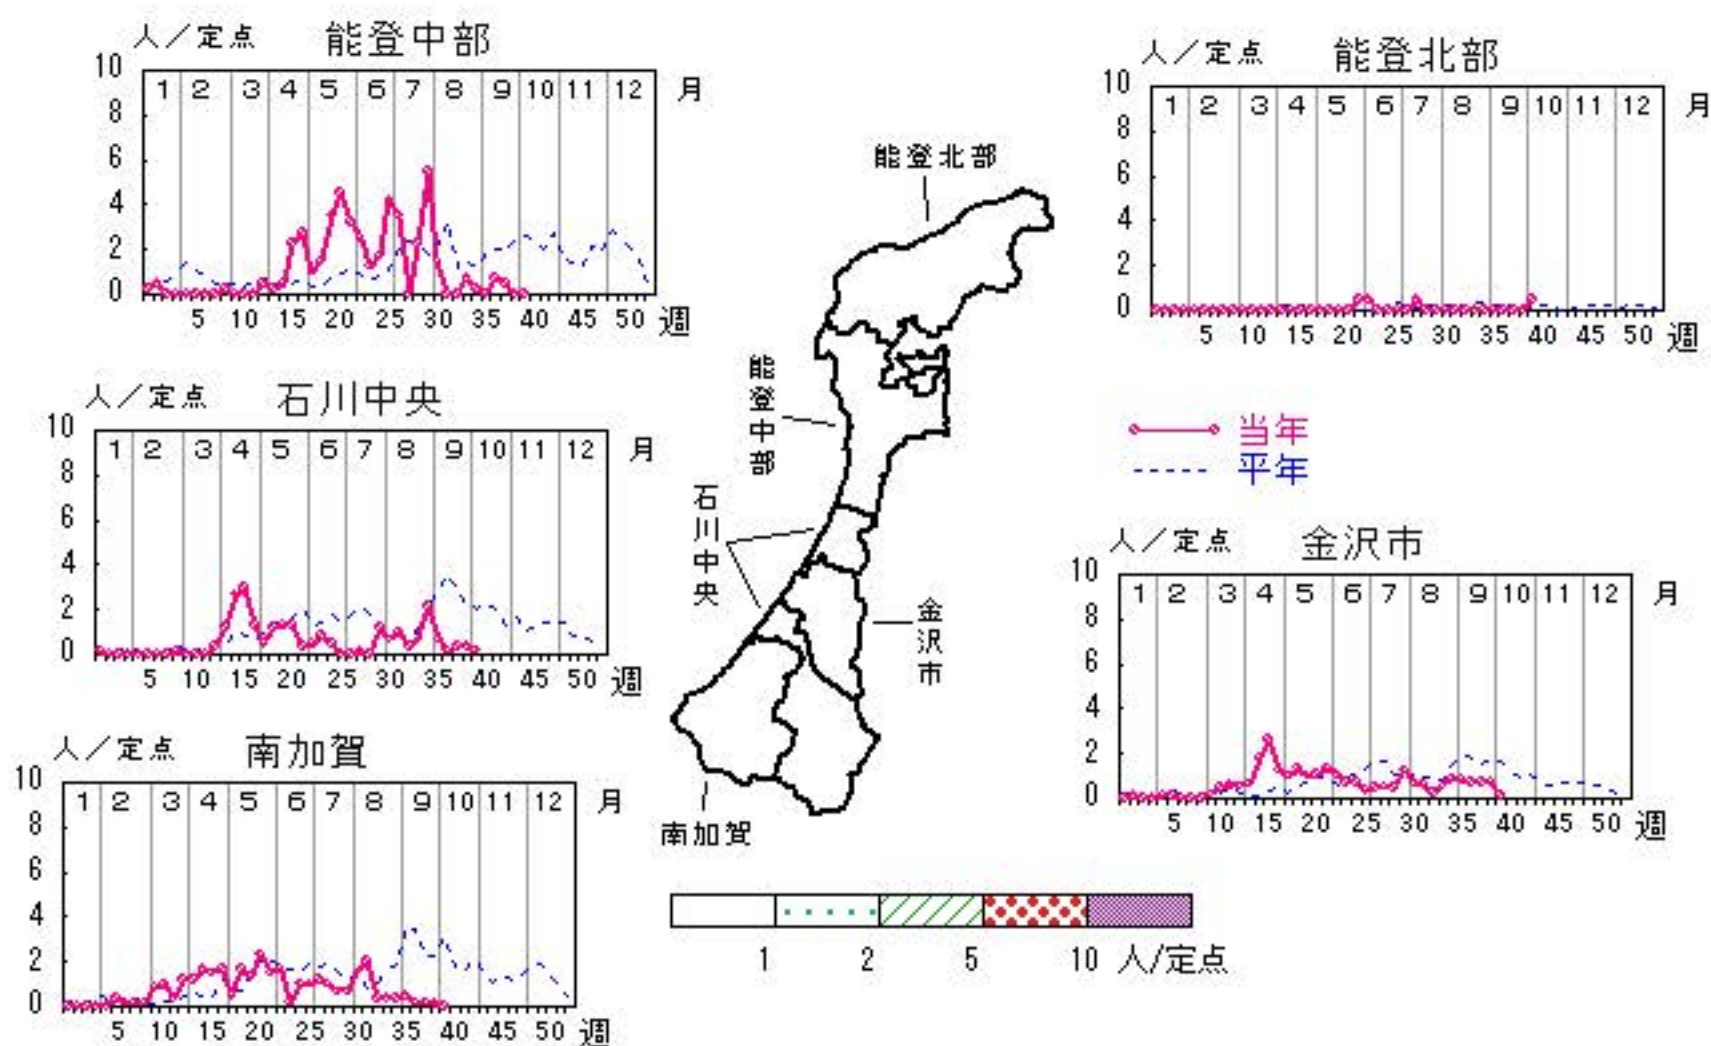 人／定点 能登中部
10 8 6 4 2 0
1 2 3 4 5 6 7 8 9 10 11 12 月
5 10 15 20 25 30 35 40 45 50 週
人／定点 能登北部
10 8 6 4 2 0
1 2 3 4 5 6 7 8 9 10 11 12 月
5 10 15 20 25 30 35 40 45 50 週
人／定点 石川中央
10 8 6 4 2 0
1 2 3 4 5 6 7 8 9 10 11 12 月
5 10 15 20 25 30 35 40 45 50 週
能登北部
能登中部
石川中央
金沢市
南加賀
当年
平年
人／定点 金沢市
10 8 6 4 2 0
1 2 3 4 5 6 7 8 9 10 11 12 月
5 10 15 20 25 30 35 40 45 50 週
人／定点 南加賀
10 8 6 4 2 0
1 2 3 4 5 6 7 8 9 10 11 12 月
5 10 15 20 25 30 35 40 45 50 週
1 2 5 10 人/定点